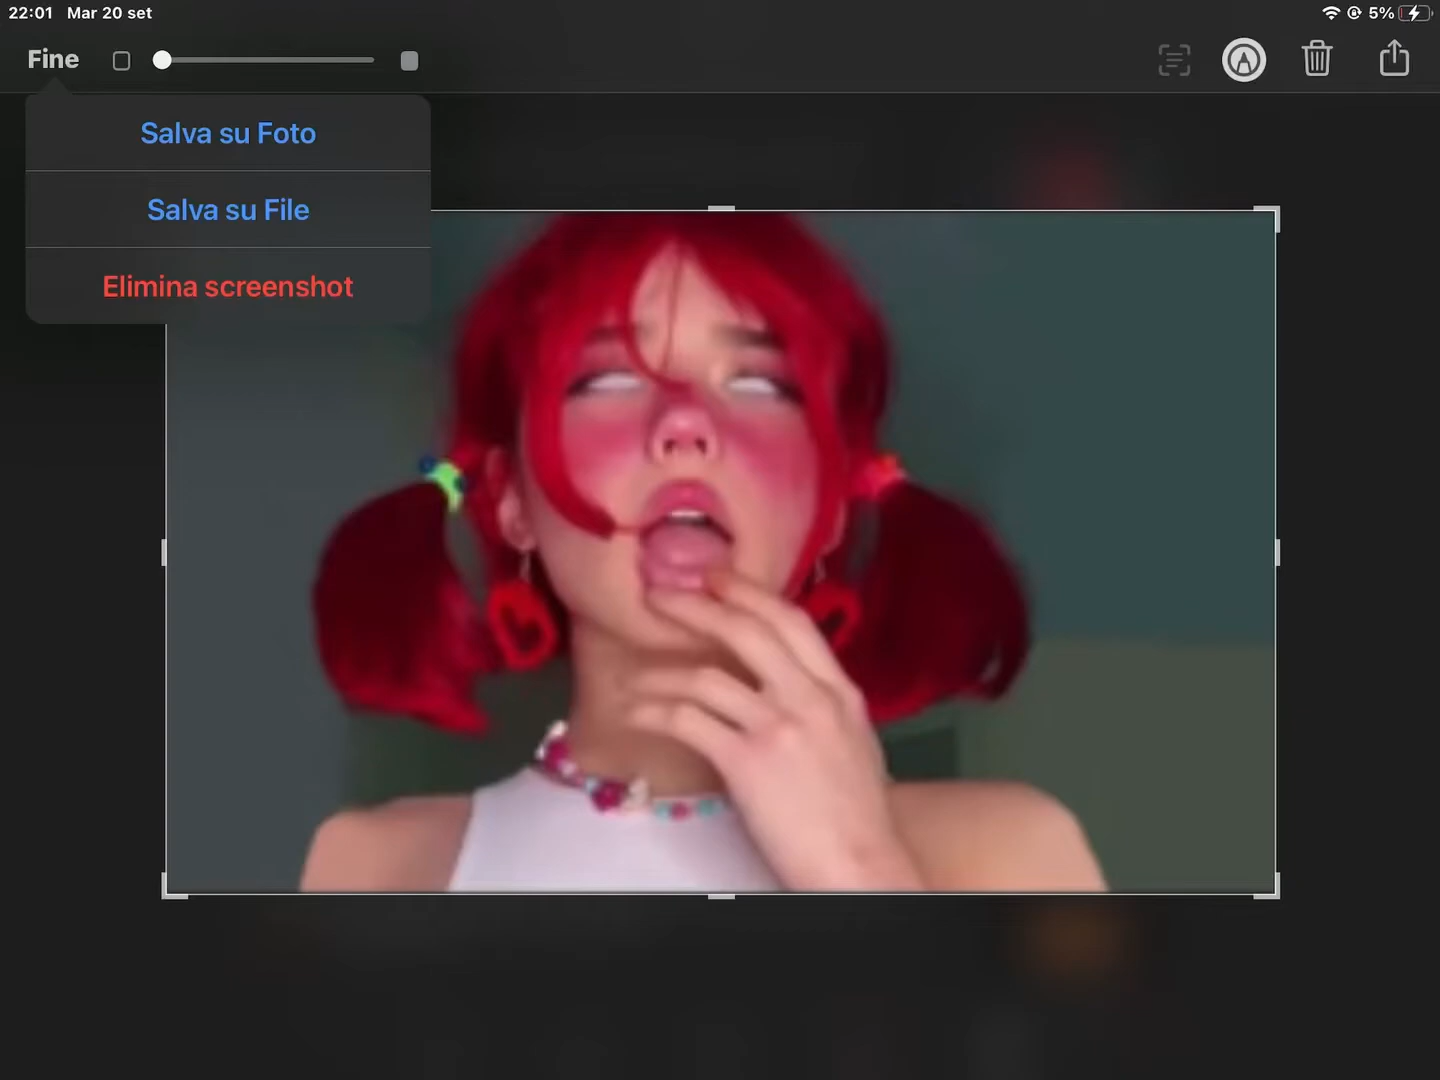 22:01 Mar 20 set
5%
Fine
Salva su Foto
Salva su File
Elimina screenshot